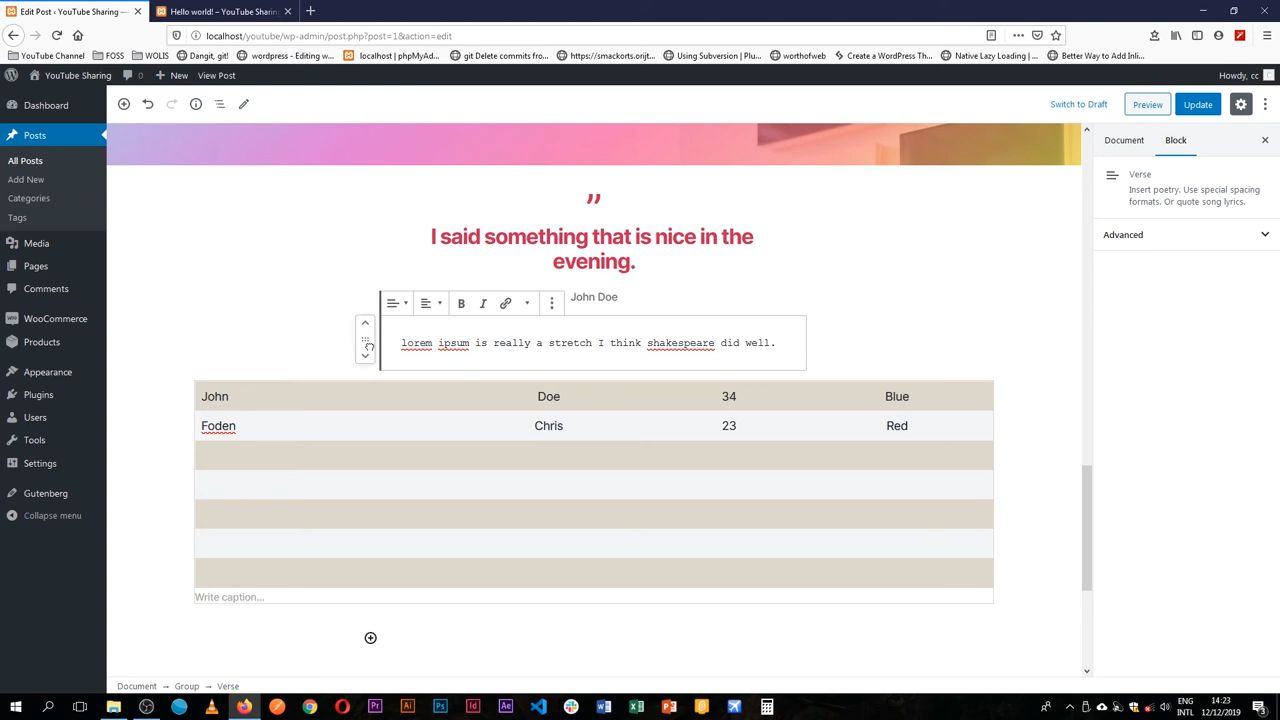 Edit Post ‹ YouTube Sharing —
Hello world! – YouTube Sharing
localhost/youtube/wp-admin/post.php?post=1&action=edit
YouTube Channel
FOSS
WOLIS
Dangit, git!
wordpress - Editing w...
localhost | phpMyAd...
git Delete commits fro...
https://smackorts.orijt...
Using Subversion | Pl...
worthofweb
Create a WordPress Th...
Native Lazy Loading |...
Better Way to Add Inli...
YouTube Sharing
0
New
View Post
Howdy, cc
Dashboard
Posts
All Posts
Add New
Categories
Tags
Media
Pages
Comments
WooCommerce
Products
Appearance
Plugins
Users
Tools
Settings
Gutenberg
Collapse menu
Switch to Draft
Preview
Update
Document
Block
Verse
Insert poetry. Use special spacing
formats. Or quote song lyrics.
Advanced
”
I said something that is nice in the
evening.
John Doe
B I
lorem ipsum is really a stretch I think shakespeare did well.
John Doe 34 Blue
Foden Chris 23 Red
Write caption...
Document → Group → Verse
ENG
INTL
14:23
12/12/2019